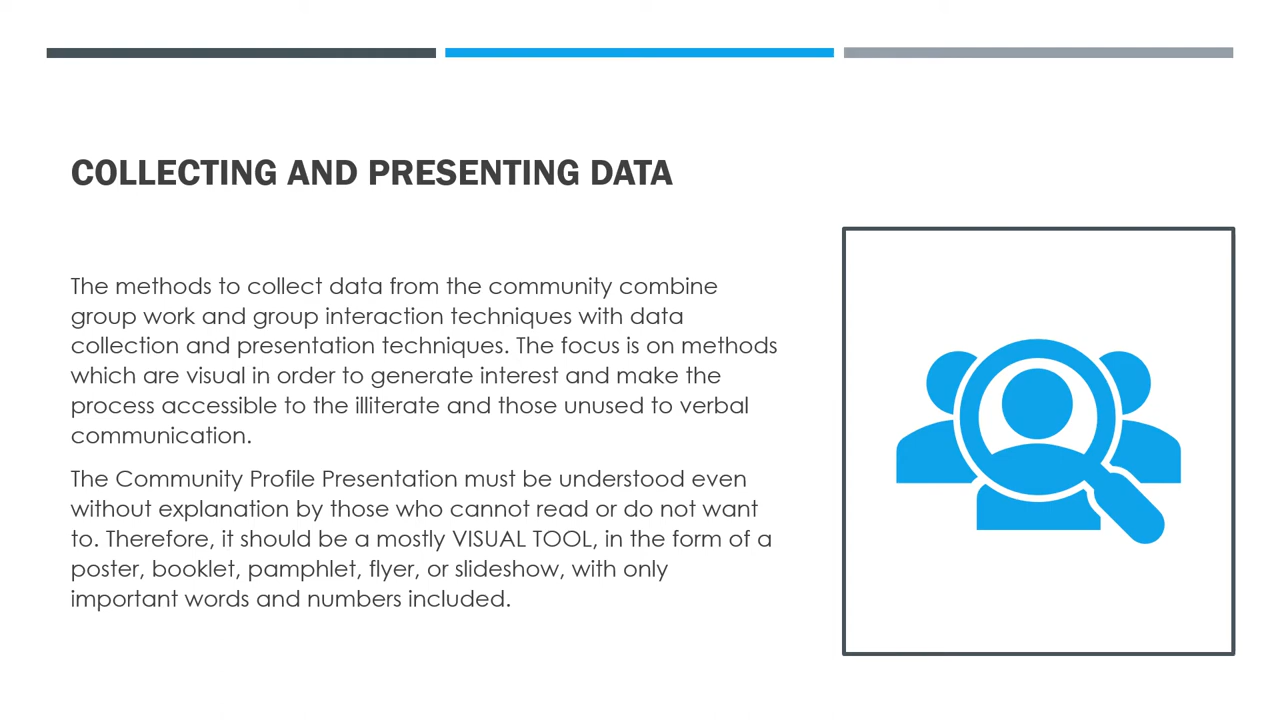 COLLECTING AND PRESENTING DATA
The methods to collect data from the community combine
group work and group interaction techniques with data
collection and presentation techniques. The focus is on methods
which are visual in order to generate interest and make the
process accessible to the illiterate and those unused to verbal
communication.
The Community Profile Presentation must be understood even
without explanation by those who cannot read or do not want
to. Therefore, it should be a mostly VISUAL TOOL, in the form of a
poster, booklet, pamphlet, flyer, or slideshow, with only
important words and numbers included.